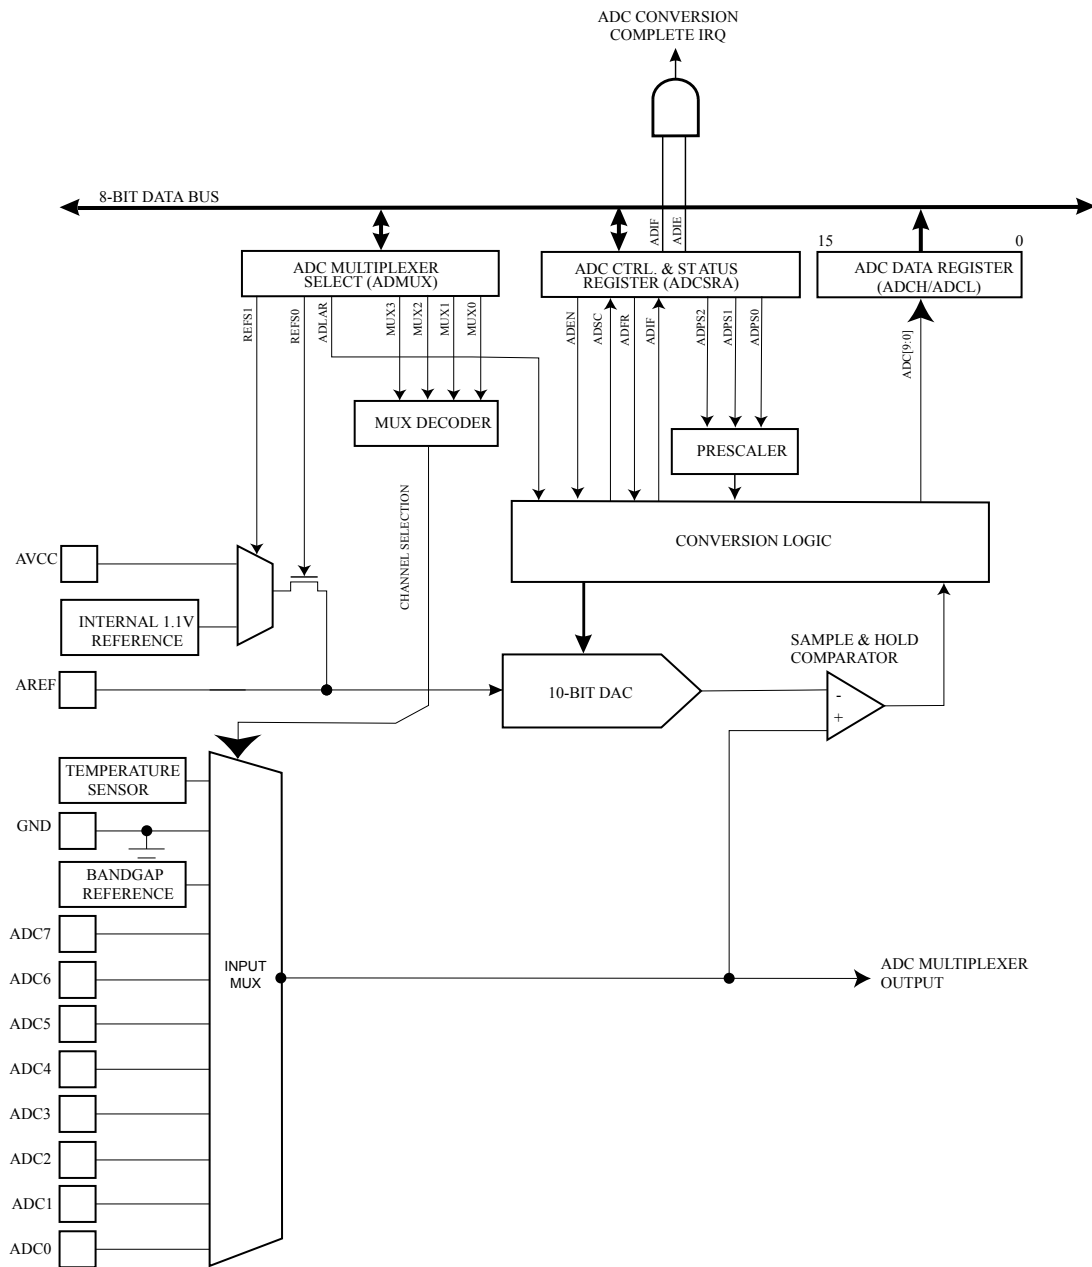 ADC CONVERSION
COMPLETE IRQ
8-BIT DATA BUS
ADIF
ADIE
15
0
ADC MULTIPLEXER
SELECT (ADMUX)
ADC CTRL. & STATUS
REGISTER (ADCSRA)
ADC DATA REGISTER
(ADCH/ADCL)
REFS1
REFS0
ADLAR
MUX3
MUX2
MUX1
MUX0
ADEN
ADSC
ADFR
ADIF
ADPS2
ADPS1
ADPS0
ADC[9:0]
MUX DECODER
PRESCALER
CHANNEL SELECTION
CONVERSION LOGIC
AVCC
INTERNAL 1.1V
REFERENCE
SAMPLE & HOLD
COMPARATOR
AREF
10-BIT DAC
-
+
TEMPERATURE
SENSOR
GND
BANDGAP
REFERENCE
ADC7
INPUT
MUX
ADC MULTIPLEXER
OUTPUT
ADC6
ADC5
ADC4
ADC3
ADC2
ADC1
ADC0